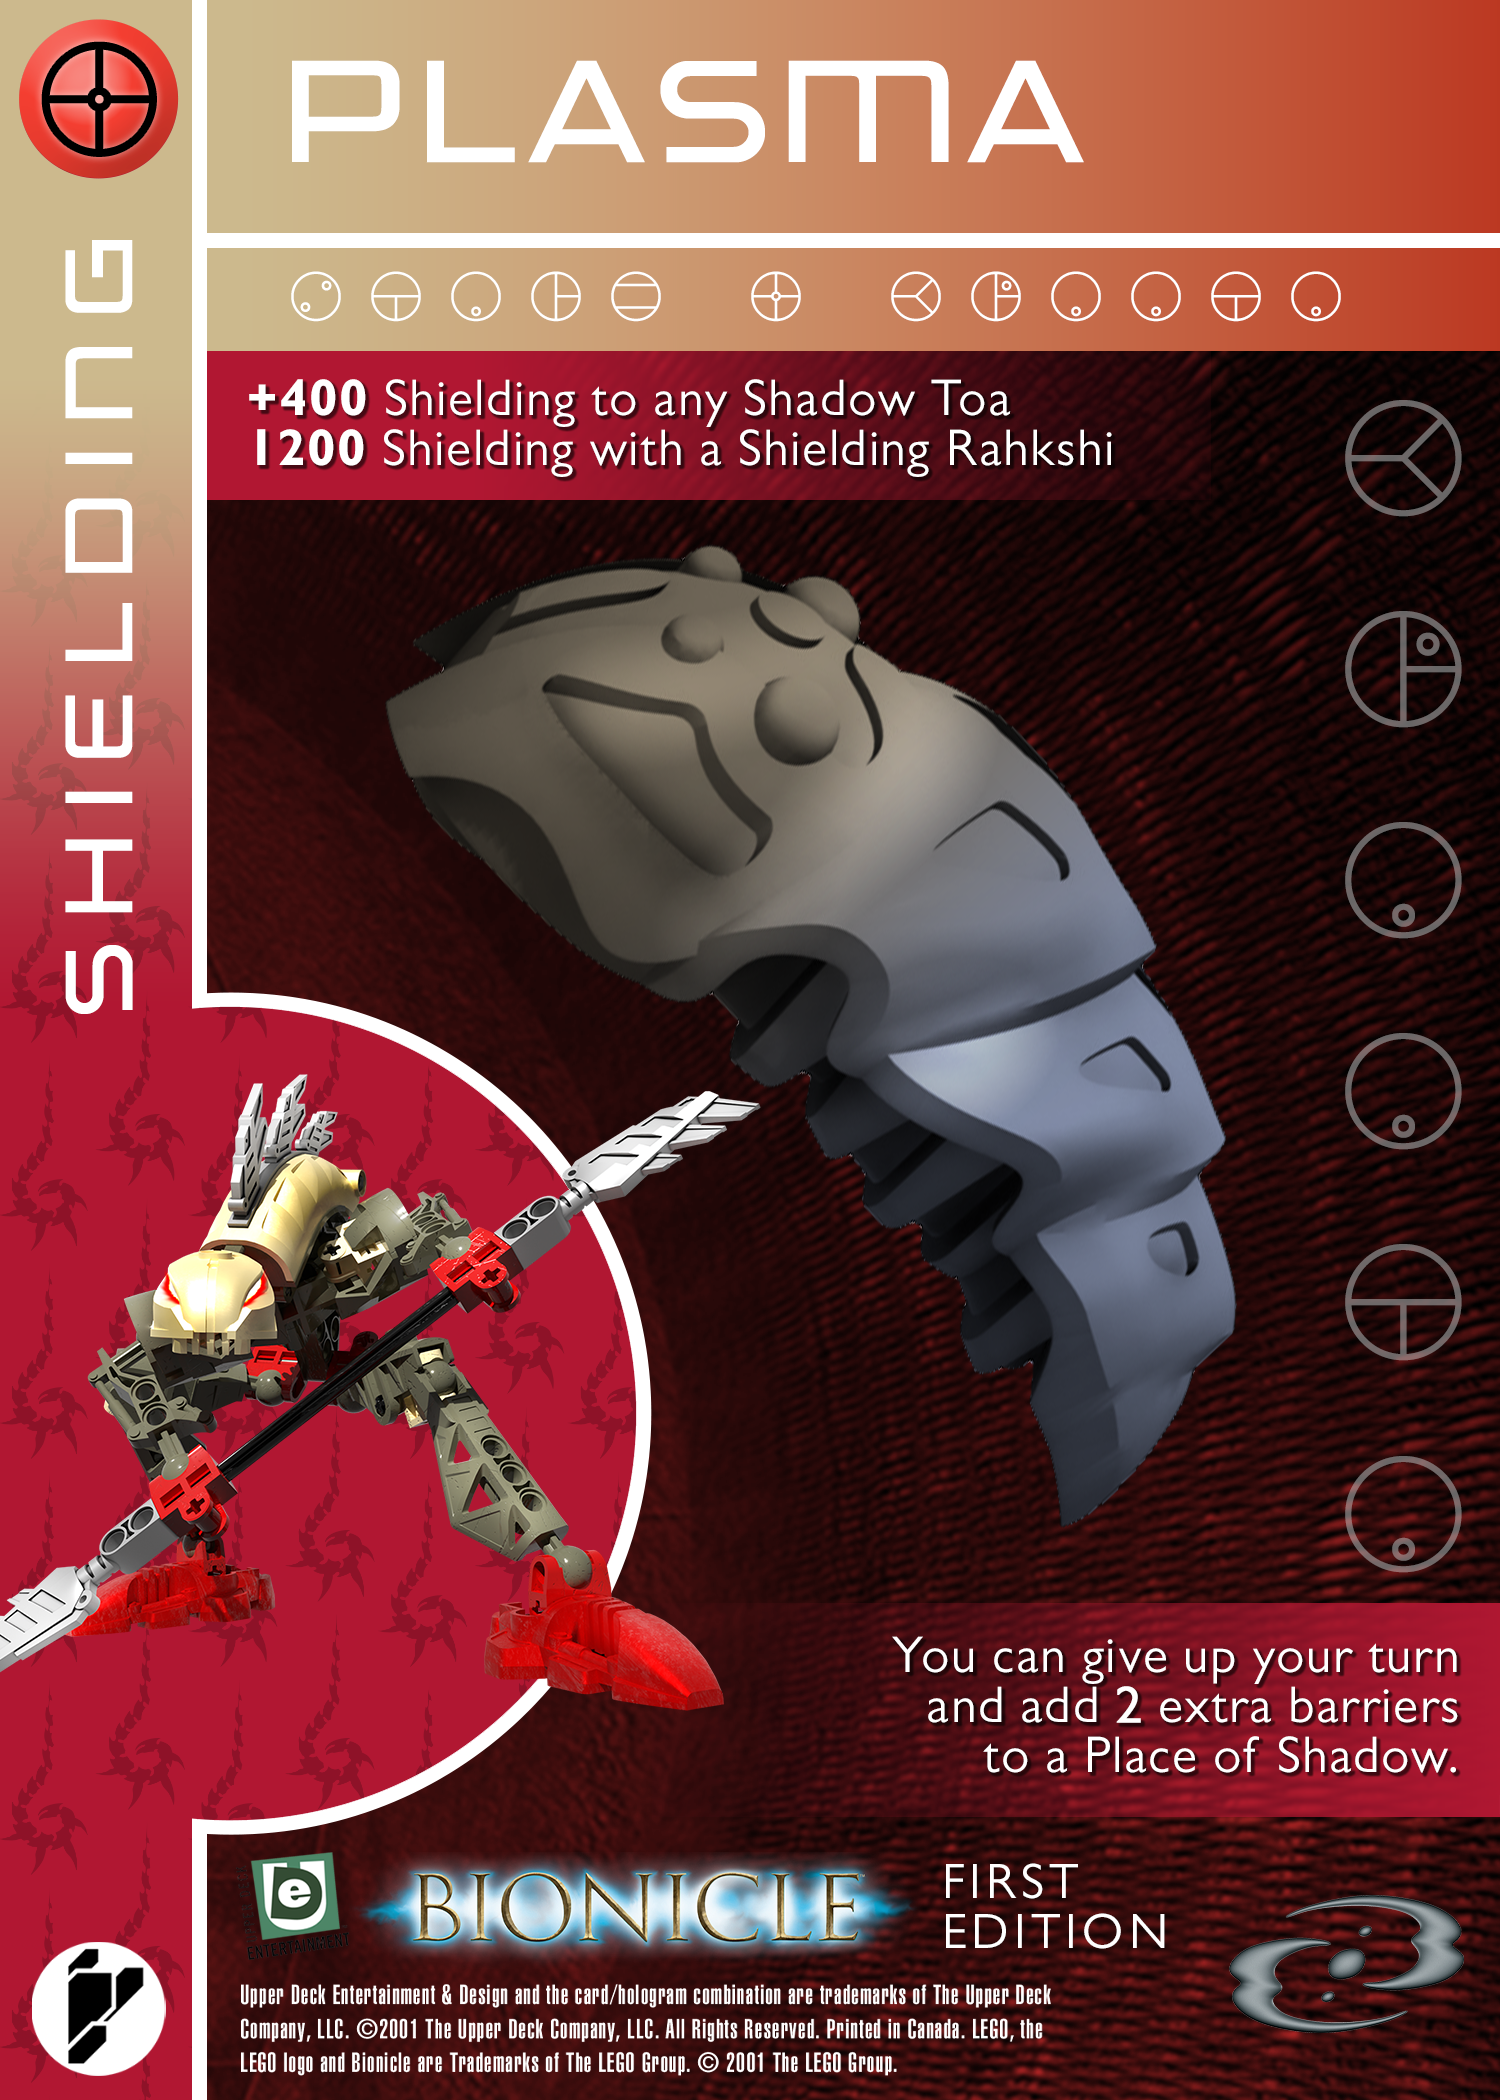 PLASMA
SHIELDING
+400 Shielding to any Shadow Toa
1200 Shielding with a Shielding Rahkshi
You can give up your turn
and add 2 extra barriers
to a Place of Shadow.
de
ENTERTAINMENT
BIONICLE
FIRST
EDITION
Upper Deck Entertainment & Design and the card/hologram combination are trademarks of The Upper Deck
Company, LLC. ©2001 The Upper Deck Company, LLC. All Rights Reserved. Printed in Canada. LEGO, the
LEGO logo and Bionicle are Trademarks of The LEGO Group. © 2001 The LEGO Group.